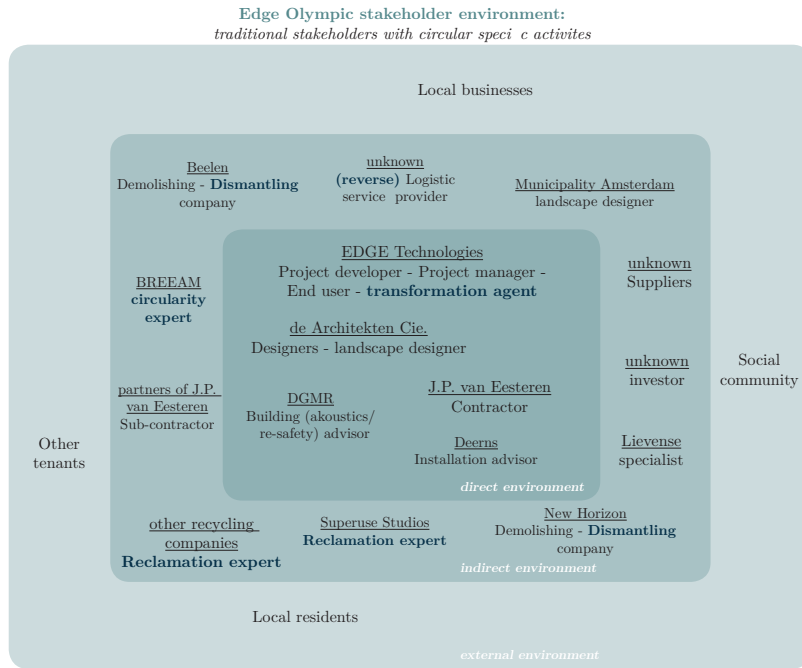 Edge Olympic stakeholder environment:
traditional stakeholders with circular speci c activites
Local businesses
Beelen
Demolishing - Dismantling
company
unknown
(reverse) Logistic
service provider
Municipality Amsterdam
landscape designer
EDGE Technologies
Project developer - Project manager -
End user - transformation agent
BREEAM
circularity
expert
unknown
Suppliers
de Architekten Cie.
Designers - landscape designer
unknown
investor
Social
community
partners of J.P.
van Eesteren
Sub-contractor
DGMR
Building (akoustics/
re-safety) advisor
J.P. van Eesteren
Contractor
Deerns
Installation advisor
Lievense
specialist
Other
tenants
direct environment
other recycling
companies
Reclamation expert
Superuse Studios
Reclamation expert
New Horizon
Demolishing - Dismantling
company
indirect environment
Local residents
external environment